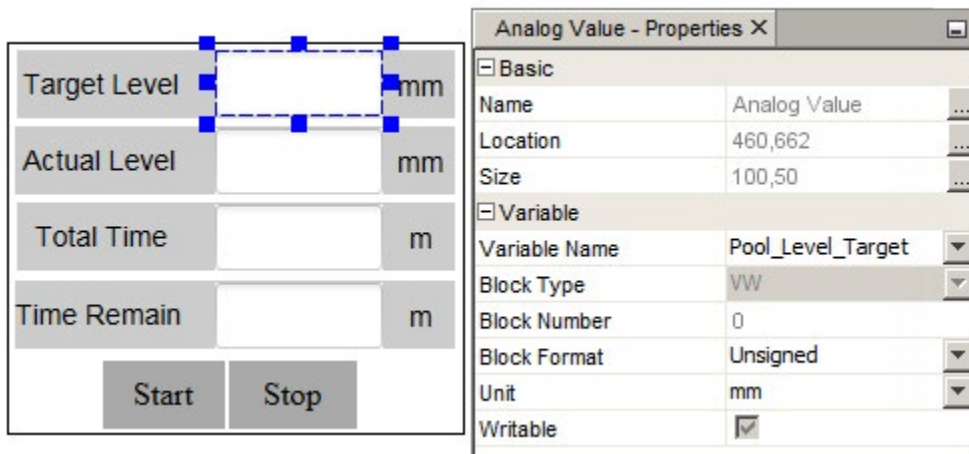 Target Level mm
Actual Level mm
Total Time m
Time Remain m
Start Stop
Analog Value - Properties X
Basic
Name Analog Value ...
Location 460,662 ...
Size 100,50 ...
Variable
Variable Name Pool_Level_Target
Block Type VW
Block Number 0
Block Format Unsigned
Unit mm
Writable